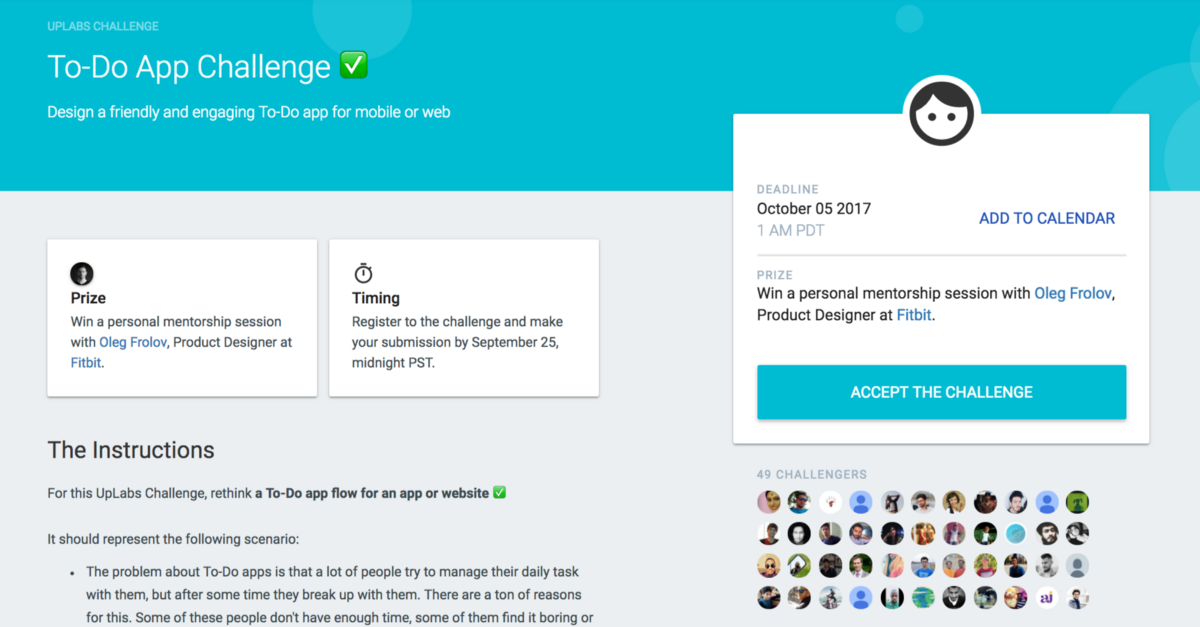 UPLABS CHALLENGE
To-Do App Challenge ✅
Design a friendly and engaging To-Do app for mobile or web
DEADLINE
October 05 2017
1 AM PDT
ADD TO CALENDAR
PRIZE
Win a personal mentorship session with Oleg Frolov,
Product Designer at Fitbit.
ACCEPT THE CHALLENGE
49 CHALLENGERS
aj
Prize
Win a personal mentorship session
with Oleg Frolov, Product Designer at
Fitbit.
Timing
Register to the challenge and make
your submission by September 25,
midnight PST.
The Instructions
For this UpLabs Challenge, rethink a To-Do app flow for an app or website ✅
It should represent the following scenario:
• The problem about To-Do apps is that a lot of people try to manage their daily task
with them, but after some time they break up with them. There are a ton of reasons
for this. Some of these people don't have enough time, some of them find it boring or